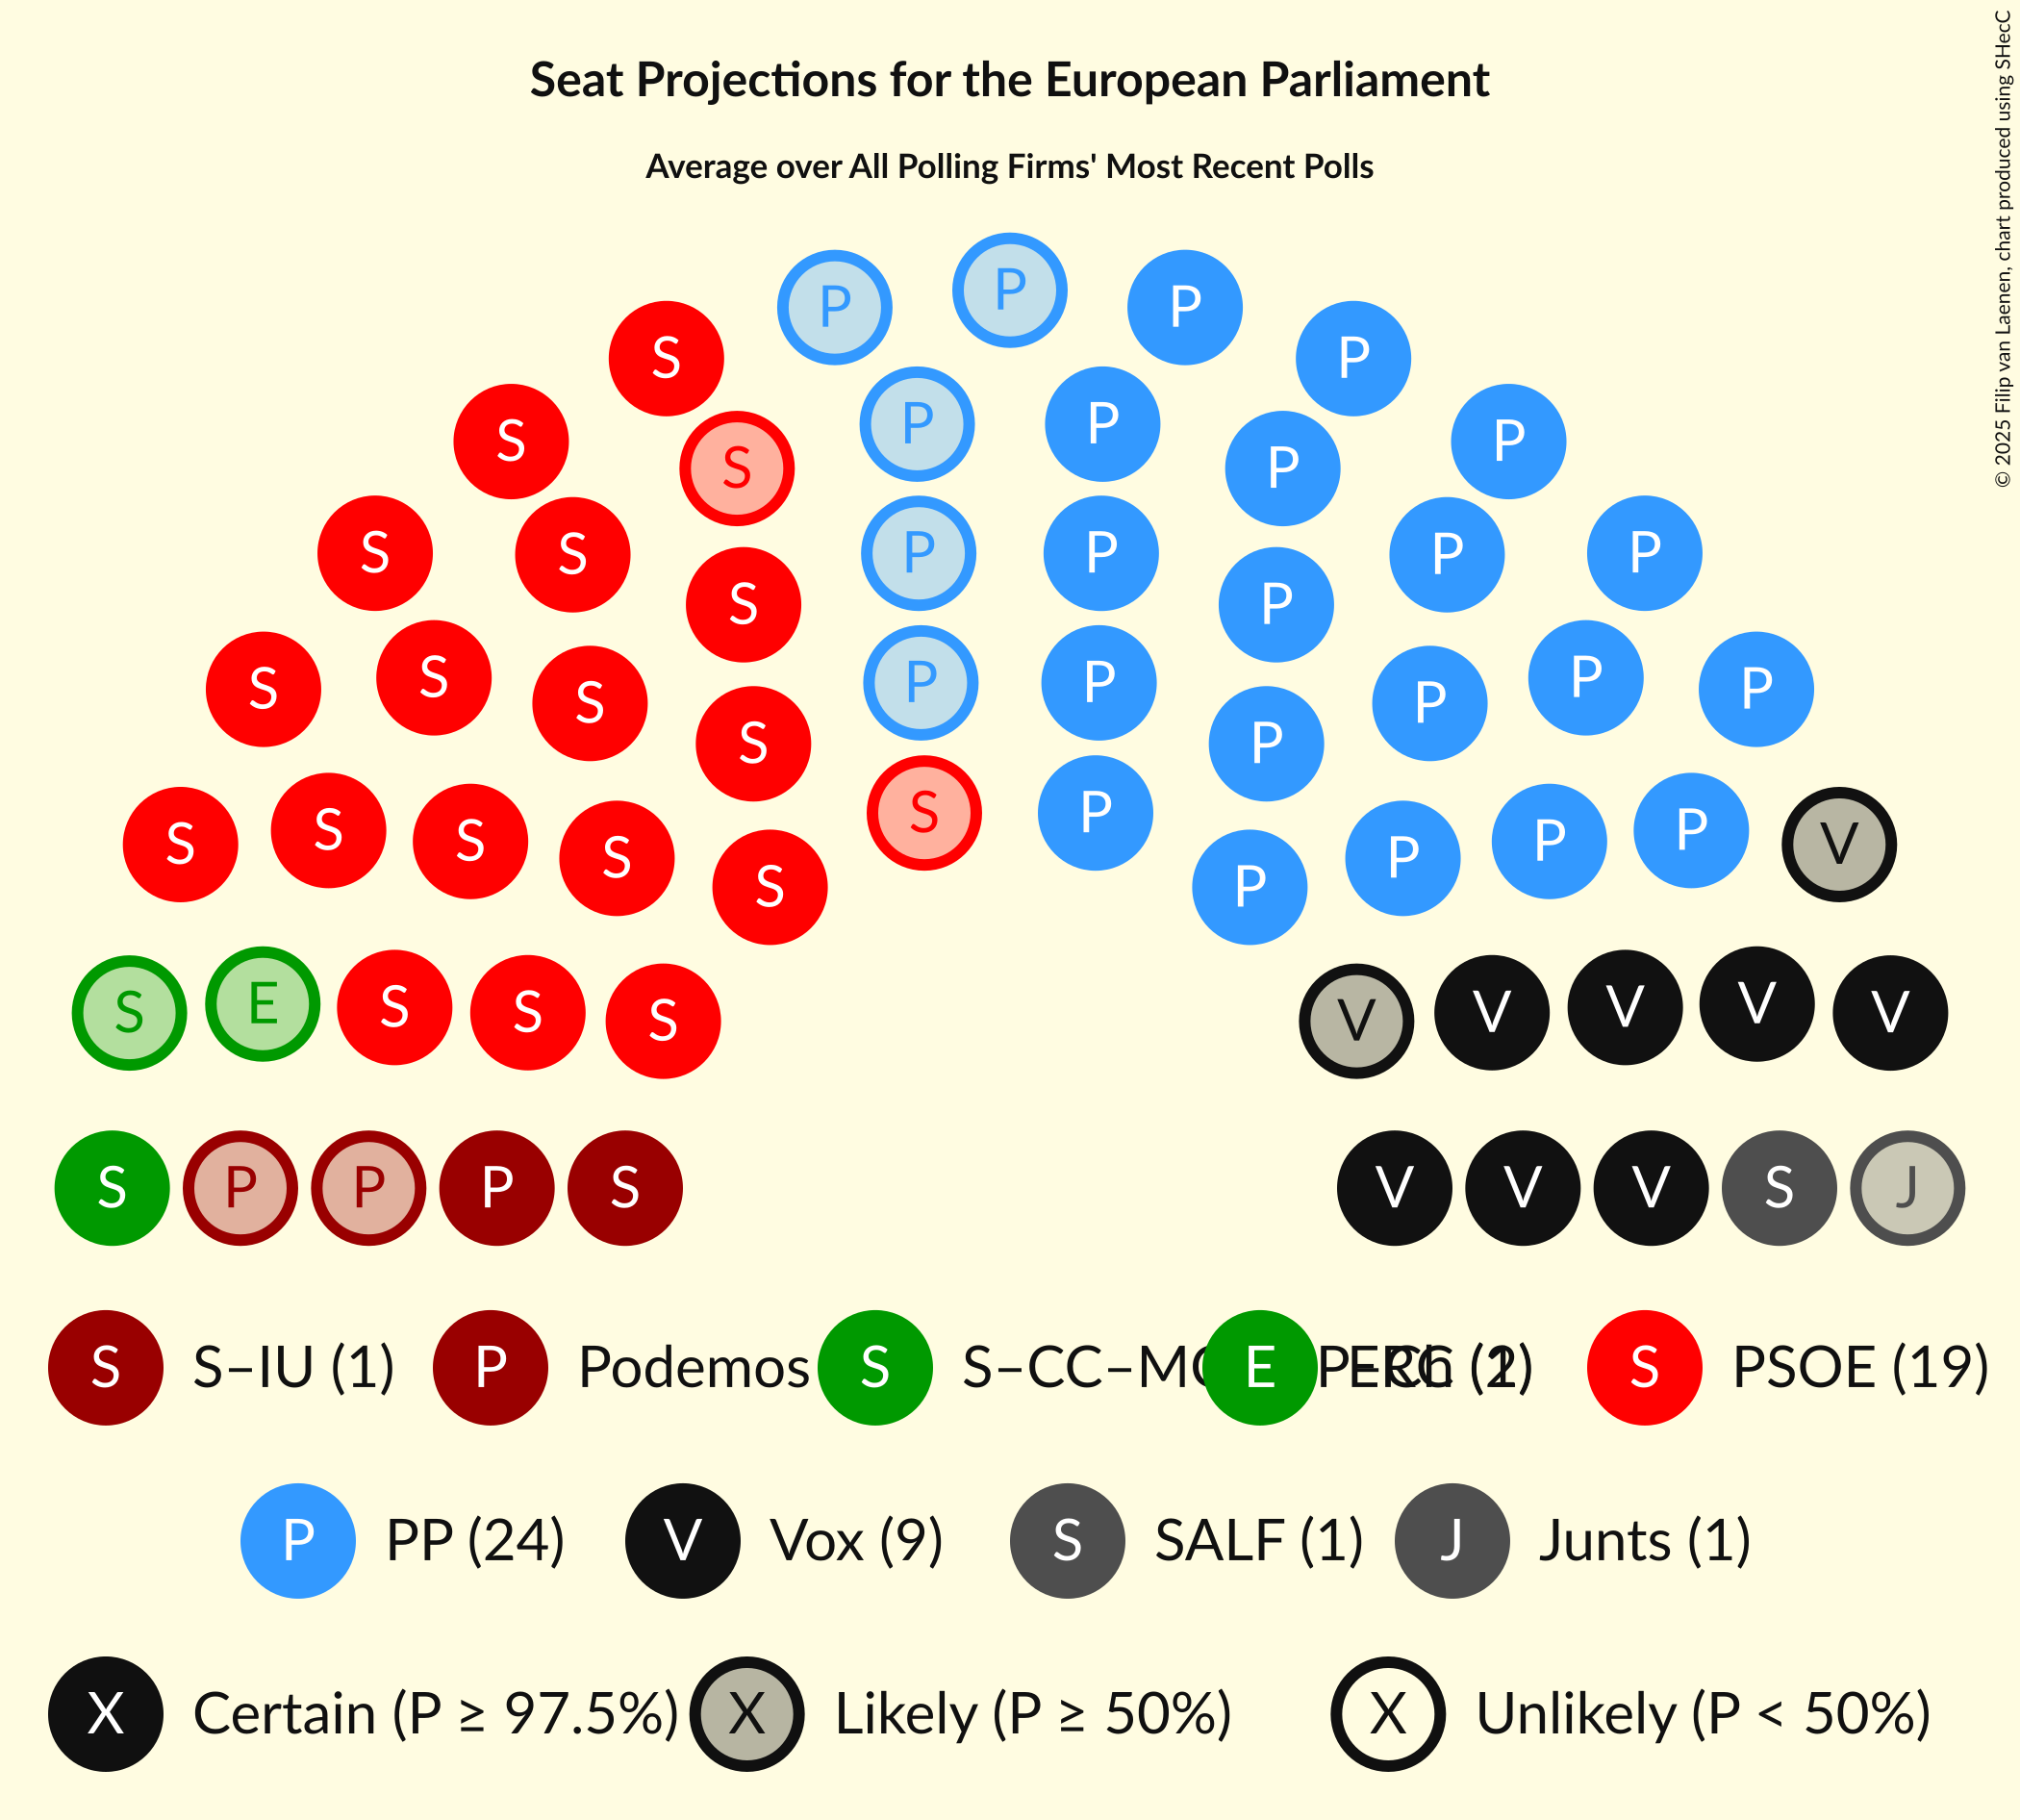 Seat Projections for the European Parliament
Average over All Polling Firms' Most Recent Polls
© 2025 Filip van Laenen, chart produced using SHecC
P
P P
S P
S P P P
S S P P
S P P
S S P P
S P
S S P P
S P P
S S P P
S P
S S P P V
S S P P
S P
S E S S S V V V V V
S P P P S V V V S J
S S–IU (1) P Podemos S S–CC–M E S PSOE (19)
P PP (24) V Vox (9) S SALF (1) J Junts (1)
X Certain (P ≥ 97.5%) X Likely (P ≥ 50%) X Unlikely (P < 50%)